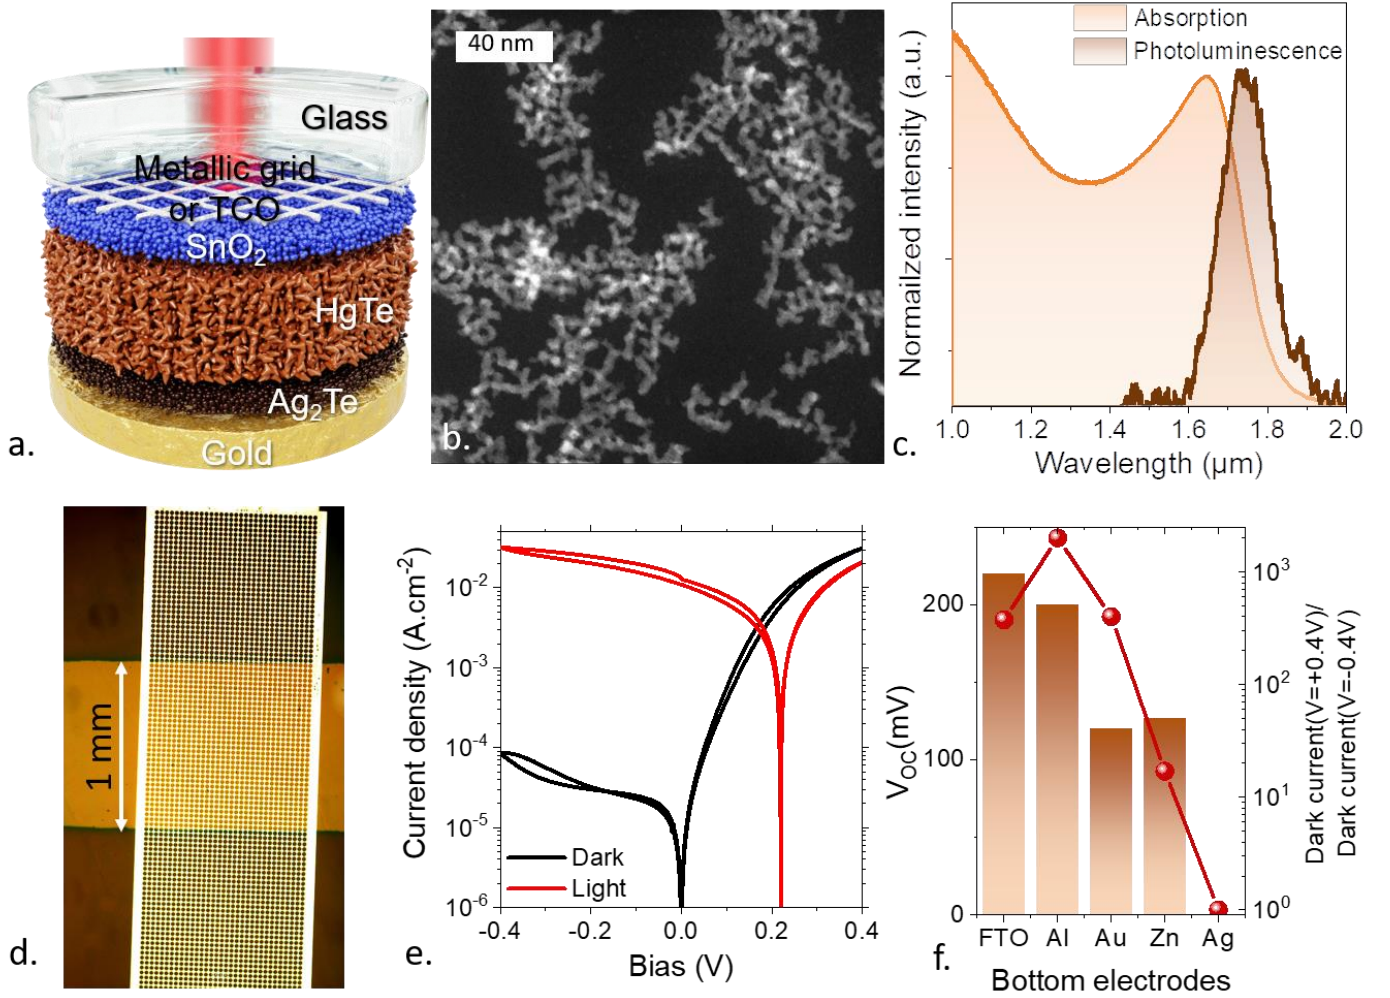 Glass
Metallic grid
or TCO
SnO₂
HgTe
Ag₂Te
Gold
a.
40 nm
b.
Absorption
Photoluminescence
Normailzed intensity (a.u.)
1.0 1.2 1.4 1.6 1.8 2.0
Wavelength (µm)
c.
1 mm
d.
Current density (A.cm⁻²)
10⁻²
10⁻³
10⁻⁴
10⁻⁵
10⁻⁶
Dark
Light
-0.4 -0.2 0.0 0.2 0.4
Bias (V)
e.
V_OC(mV)
200
100
0
10³
10²
10¹
10⁰
Dark current(V=+0.4V)/
Dark current(V=-0.4V)
FTO Al Au Zn Ag
Bottom electrodes
f.